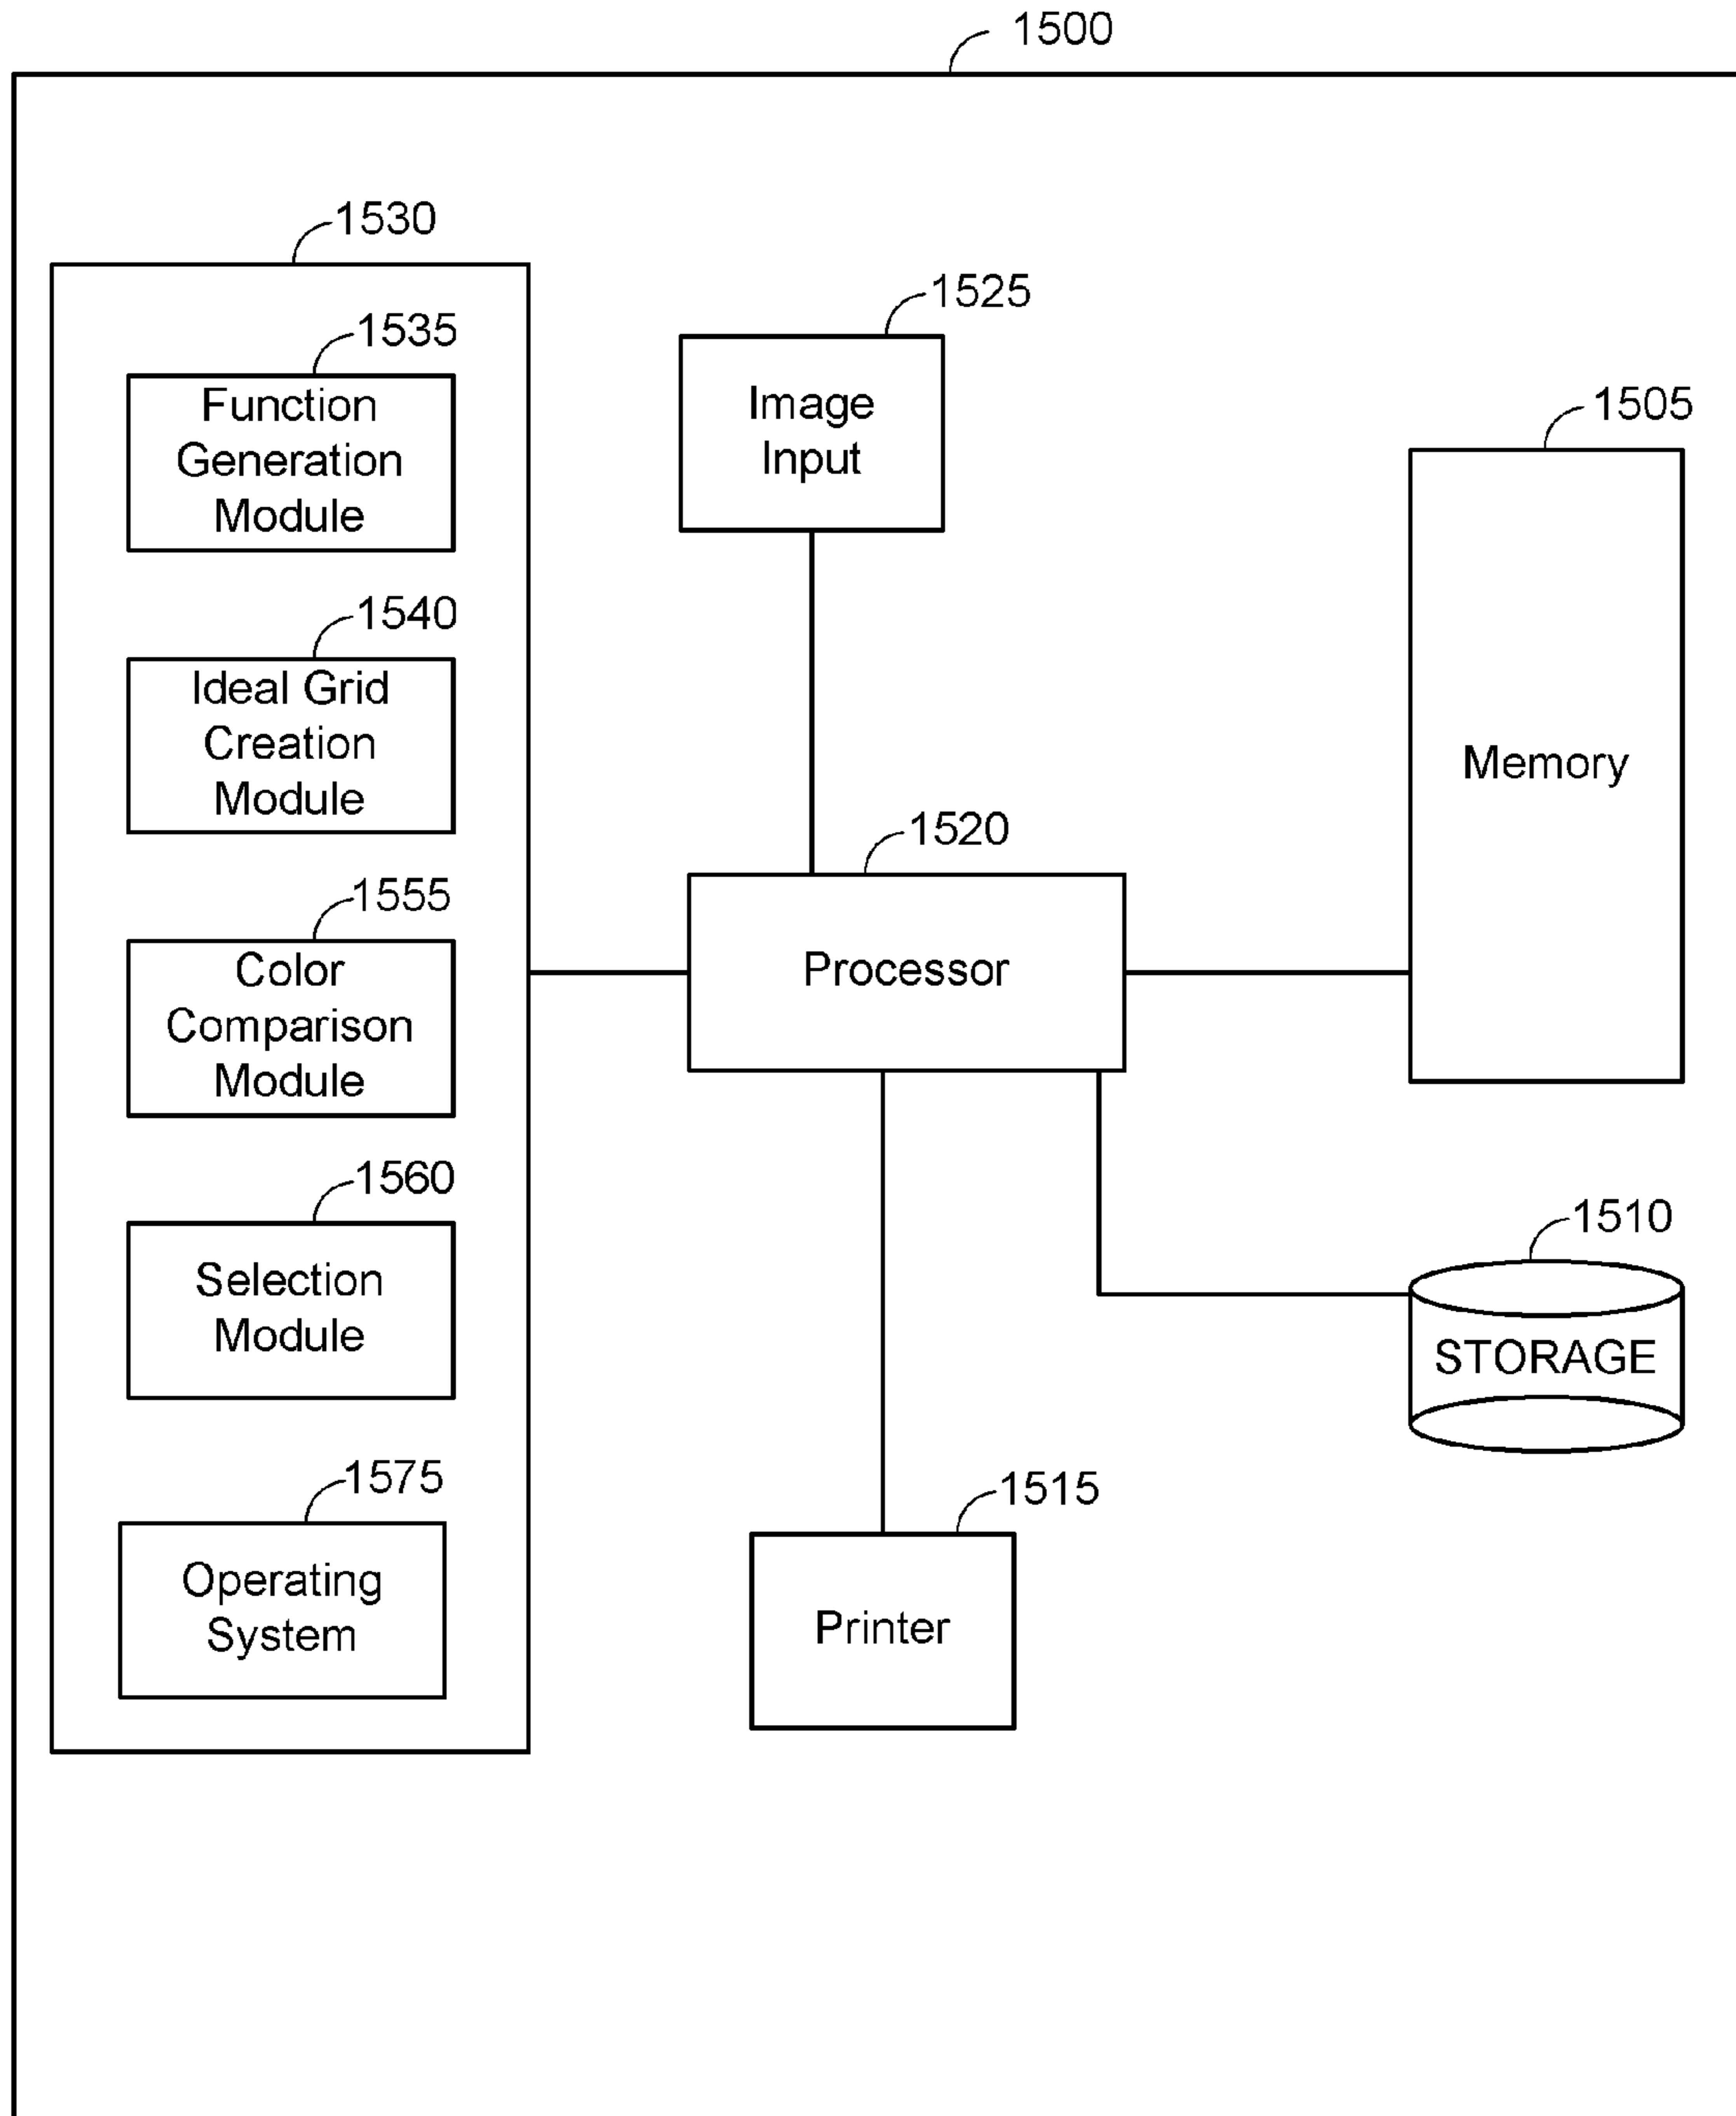 1500
1530
1535
Function
Generation
Module
1540
Ideal Grid
Creation
Module
1555
Color
Comparison
Module
1560
Selection
Module
1575
Operating
System
1525
Image
Input
1520
Processor
1515
Printer
1505
Memory
1510
STORAGE